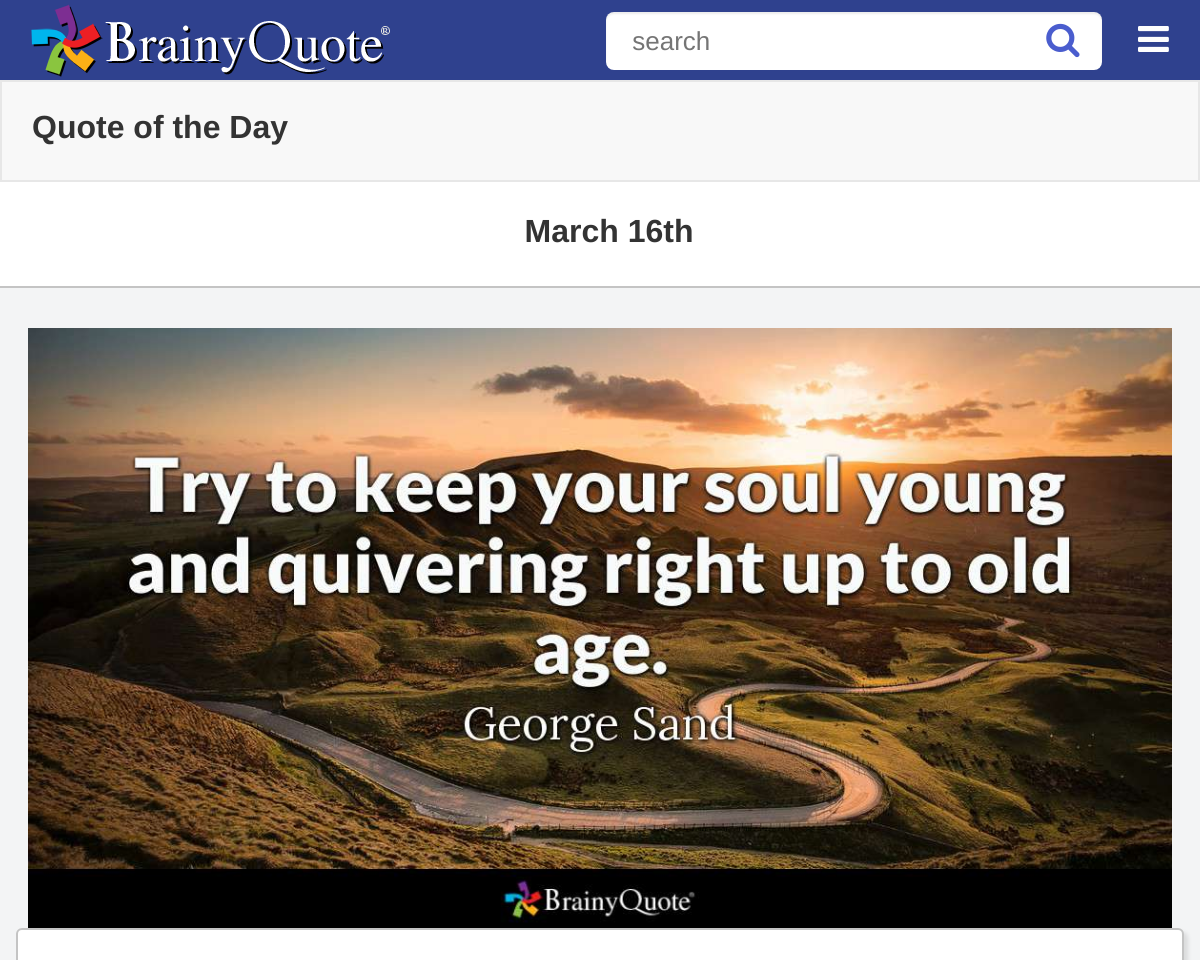 BrainyQuote®
search
Quote of the Day
March 16th
Try to keep your soul young
and quivering right up to old
age.
George Sand
BrainyQuote®